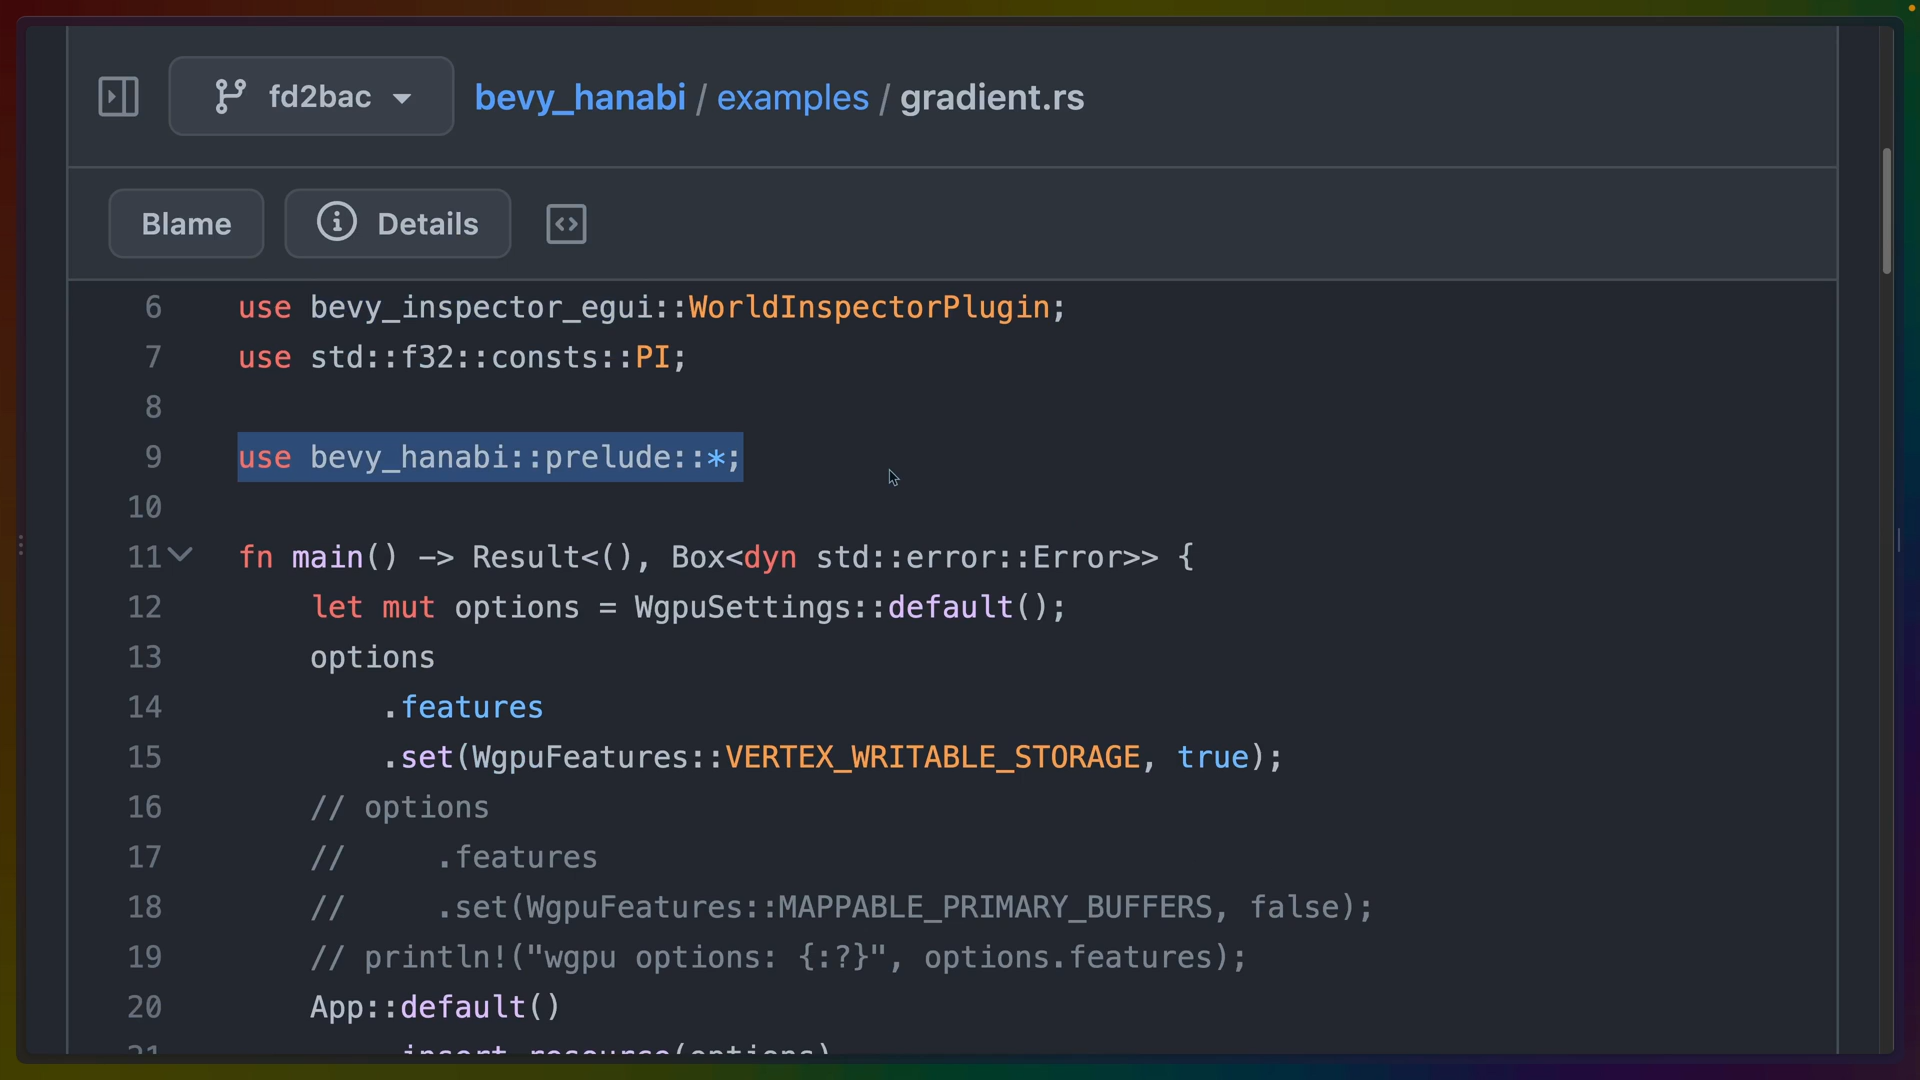 fd2bac bevy_hanabi / examples / gradient.rs
Blame Details
6 use bevy_inspector_egui::WorldInspectorPlugin;
7 use std::f32::consts::PI;
8
9 use bevy_hanabi::prelude::*;
10
11 fn main() -> Result<(), Box<dyn std::error::Error>> {
12 let mut options = WgpuSettings::default();
13 options
14 .features
15 .set(WgpuFeatures::VERTEX_WRITABLE_STORAGE, true);
16 // options
17 // .features
18 // .set(WgpuFeatures::MAPPABLE_PRIMARY_BUFFERS, false);
19 // println!("wgpu options: {:?}", options.features);
20 App::default()
21 .insert_resource(options)